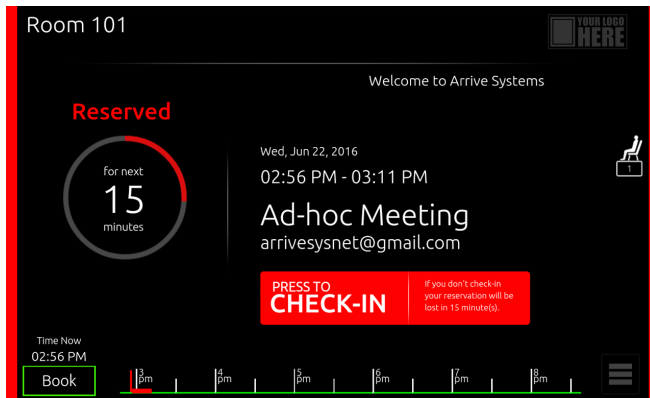 Room 101
YOUR LOGO
HERE
Welcome to Arrive Systems
Reserved
for next
15
minutes
Wed, Jun 22, 2016
02:56 PM - 03:11 PM
Ad-hoc Meeting
arrivesysnet@gmail.com
1
PRESS TO
CHECK-IN
If you don't check-in
your reservation will be
lost in 15 minute(s).
Time Now
02:56 PM
Book
3 pm 4 pm 5 pm 6 pm 7 pm 8 pm